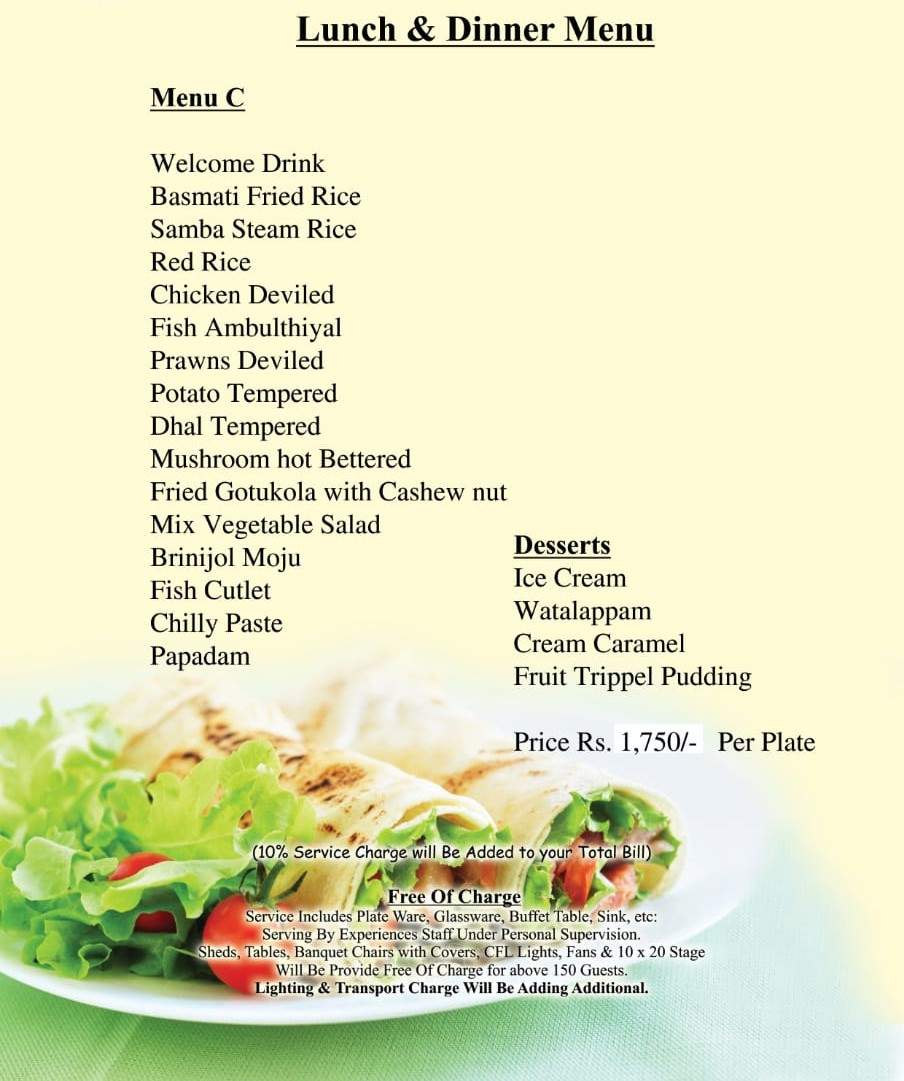 Lunch & Dinner Menu
Menu C
Welcome Drink
Basmati Fried Rice
Samba Steam Rice
Red Rice
Chicken Deviled
Fish Ambulthiyal
Prawns Deviled
Potato Tempered
Dhal Tempered
Mushroom hot Bettered
Fried Gotukola with Cashew nut
Mix Vegetable Salad
Brinijol Moju
Fish Cutlet
Chilly Paste
Papadam
Desserts
Ice Cream
Watalappam
Cream Caramel
Fruit Trippel Pudding
Price Rs. 1,750/- Per Plate
(10% Service Charge will Be Added to your Total Bill)
Free Of Charge
Service Includes Plate Ware, Glassware, Buffet Table, Sink, etc:
Serving By Experiences Staff Under Personal Supervision.
Sheds, Tables, Banquet Chairs with Covers, CFL Lights, Fans & 10 x 20 Stage
Will Be Provide Free Of Charge for above 150 Guests.
Lighting & Transport Charge Will Be Adding Additional.